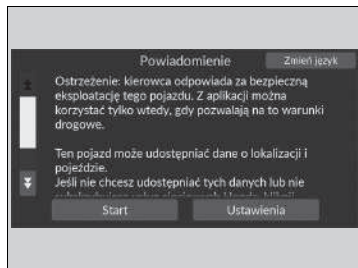 Powiadomienie
Zmień język
Ostrzeżenie: kierowca odpowiada za bezpieczną
eksploatację tego pojazdu. Z aplikacji można
korzystać tylko wtedy, gdy pozwalają na to warunki
drogowe.
Ten pojazd może udostępniać dane o lokalizacji i
pojeździe.
Jeśli nie chcesz udostępniać tych danych lub nie
Start
Ustawienia